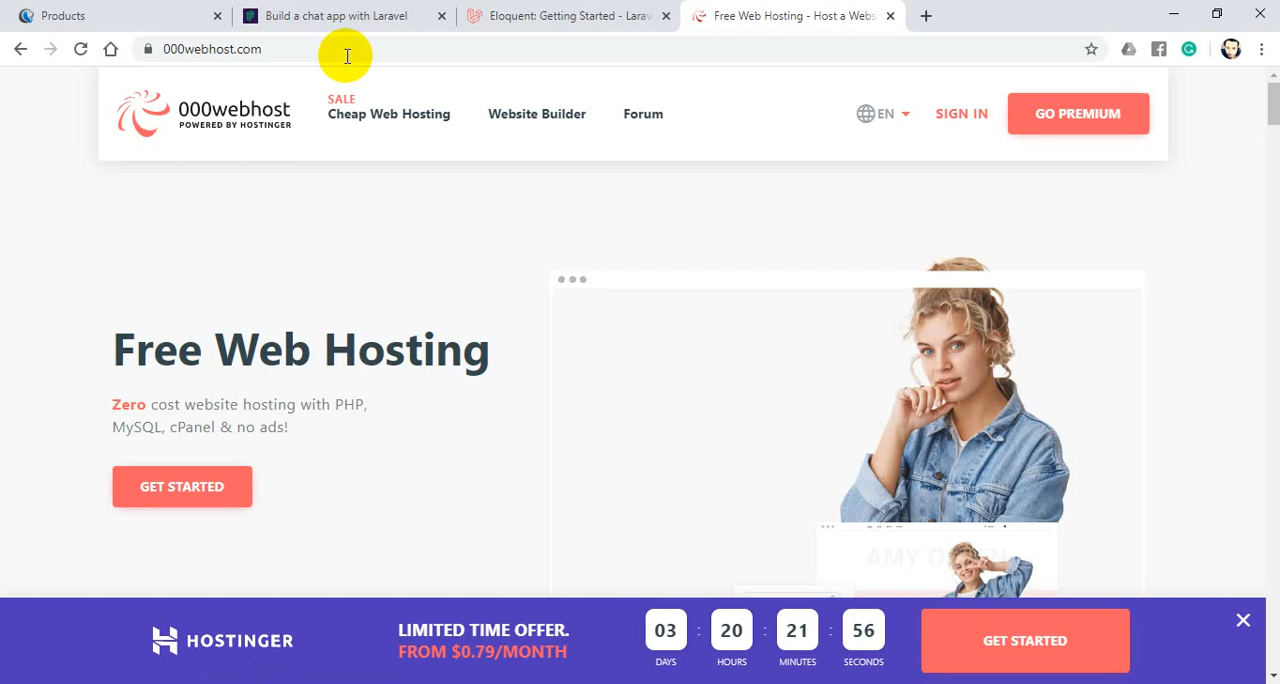 Products
Build a chat app with Laravel
Eloquent: Getting Started - Larav
Free Web Hosting - Host a Webs
000webhost.com
000webhost
POWERED BY HOSTINGER
SALE
Cheap Web Hosting
Website Builder
Forum
EN
SIGN IN
GO PREMIUM
Free Web Hosting
Zero cost website hosting with PHP,
MySQL, cPanel & no ads!
GET STARTED
HOSTINGER
LIMITED TIME OFFER.
FROM $0.79/MONTH
03 : 20 : 21 : 56
DAYS HOURS MINUTES SECONDS
GET STARTED